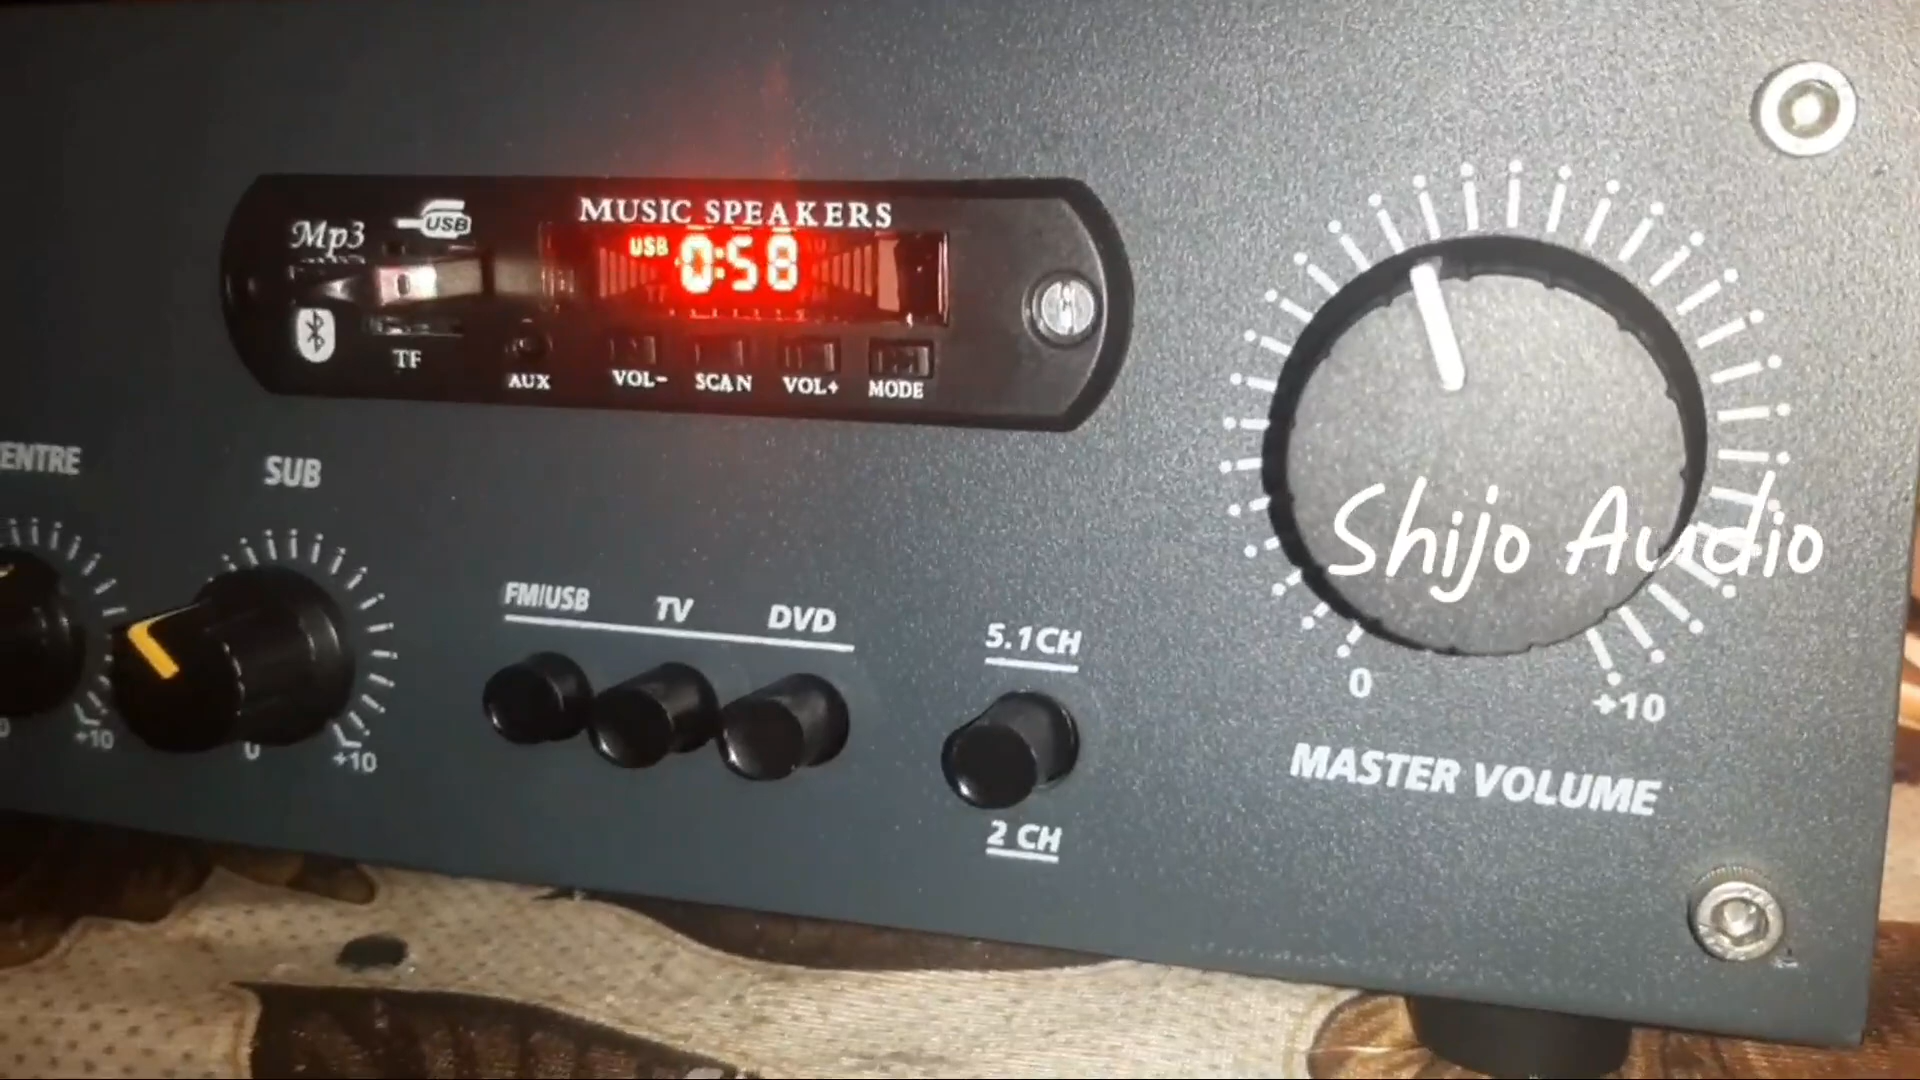 MUSIC SPEAKERS
Mp3
USB
USB 0:58
TF
AUX
VOL-
SCAN
VOL+
MODE
ENTRE
SUB
FM/USB
TV
DVD
5.1CH
2 CH
Shijo Audio
0
+10
+10
0
+10
MASTER VOLUME